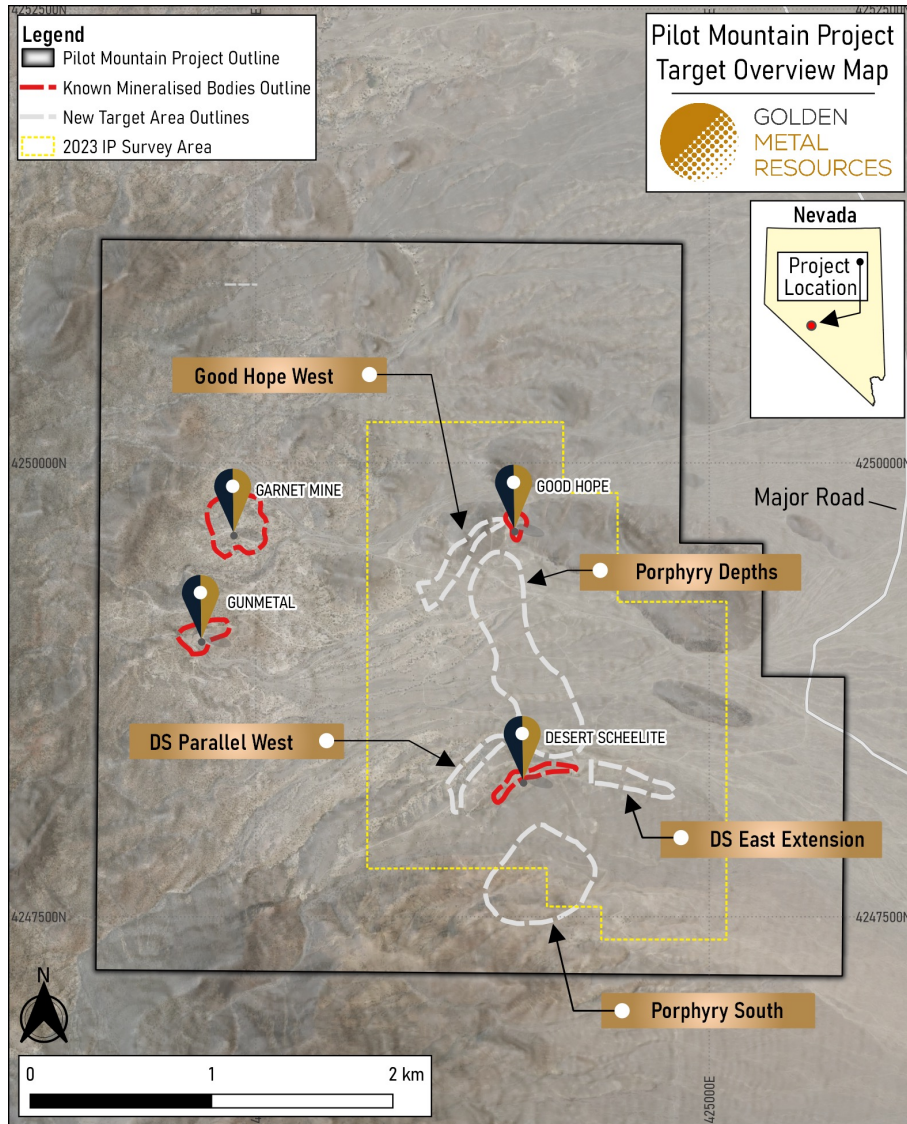 4252500N
4252500N
Legend
Pilot Mountain Project Outline
Known Mineralised Bodies Outline
New Target Area Outlines
2023 IP Survey Area
Pilot Mountain Project
Target Overview Map
GOLDEN
METAL
RESOURCES
Nevada
Project
Location
Good Hope West
4250000N
4250000N
GARNET MINE
GOOD HOPE
Major Road
Porphyry Depths
GUNMETAL
DS Parallel West
DESERT SCHEELITE
DS East Extension
4247500N
4247500N
N
Porphyry South
0 1 2 km
425000E